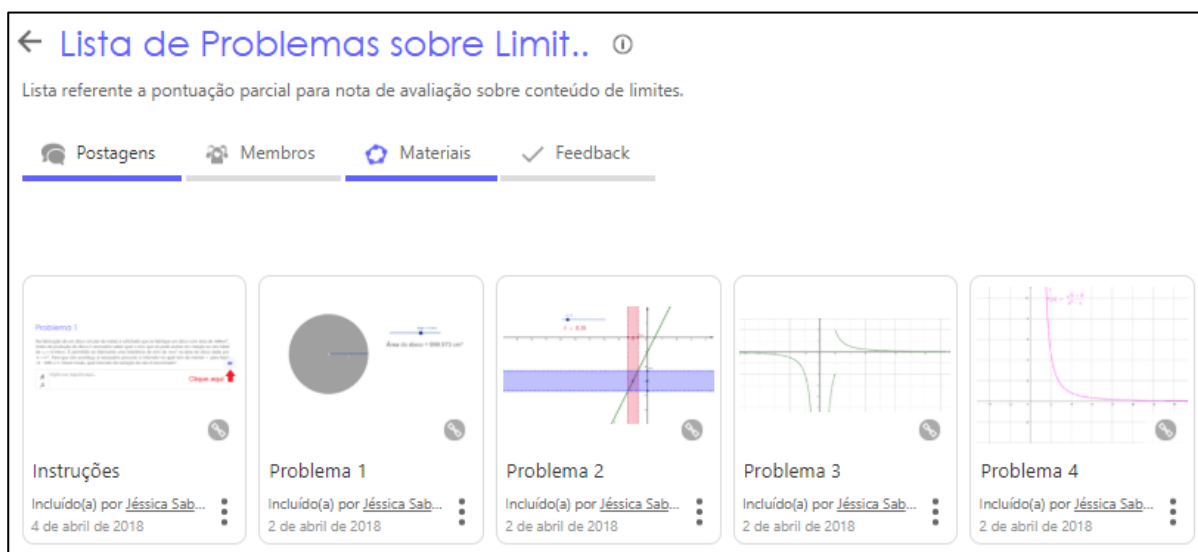 Lista de Problemas sobre Limit..
Lista referente a pontuação parcial para nota de avaliação sobre conteúdo de limites.
Postagens Membros Materiais Feedback
Problema 1
Clique aqui
Área do disco = 999.573 cm²
Instruções
Incluído(a) por Jéssica Sab...
4 de abril de 2018
Problema 1
Incluído(a) por Jéssica Sab...
2 de abril de 2018
Problema 2
Incluído(a) por Jéssica Sab...
2 de abril de 2018
Problema 3
Incluído(a) por Jéssica Sab...
2 de abril de 2018
Problema 4
Incluído(a) por Jéssica Sab...
2 de abril de 2018